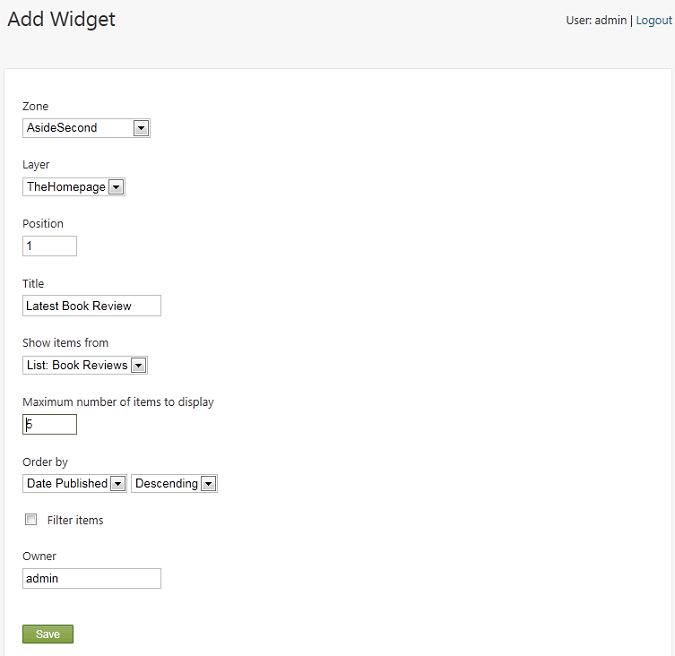 Add Widget
User: admin | Logout
Zone
AsideSecond
Layer
TheHomepage
Position
1
Title
Latest Book Review
Show items from
List: Book Reviews
Maximum number of items to display
5
Order by
Date Published Descending
Filter items
Owner
admin
Save